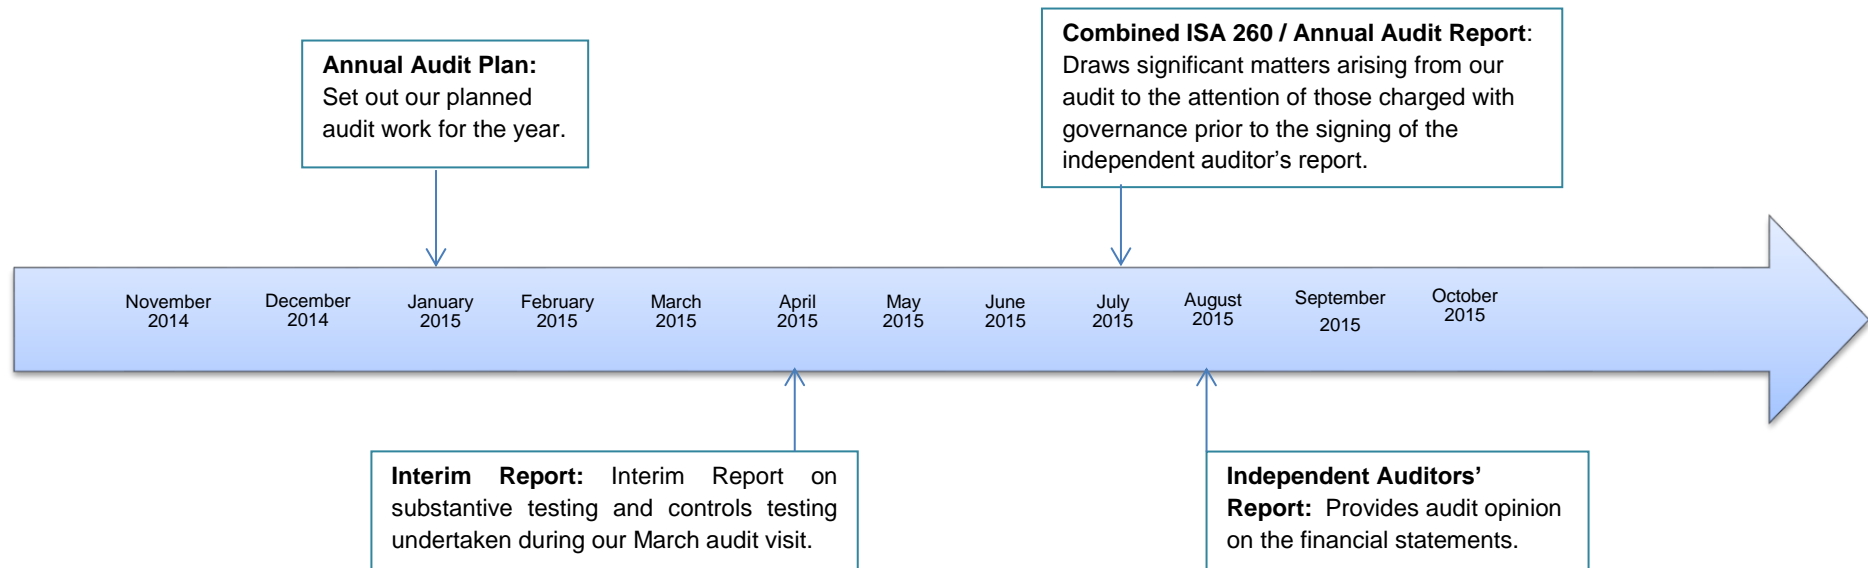 Annual Audit Plan:
Set out our planned
audit work for the year.
Combined ISA 260 / Annual Audit Report:
Draws significant matters arising from our
audit to the attention of those charged with
governance prior to the signing of the
independent auditor’s report.
November
2014
December
2014
January
2015
February
2015
March
2015
April
2015
May
2015
June
2015
July
2015
August
2015
September
2015
October
2015
Interim Report: Interim Report on
substantive testing and controls testing
undertaken during our March audit visit.
Independent Auditors’
Report: Provides audit opinion
on the financial statements.